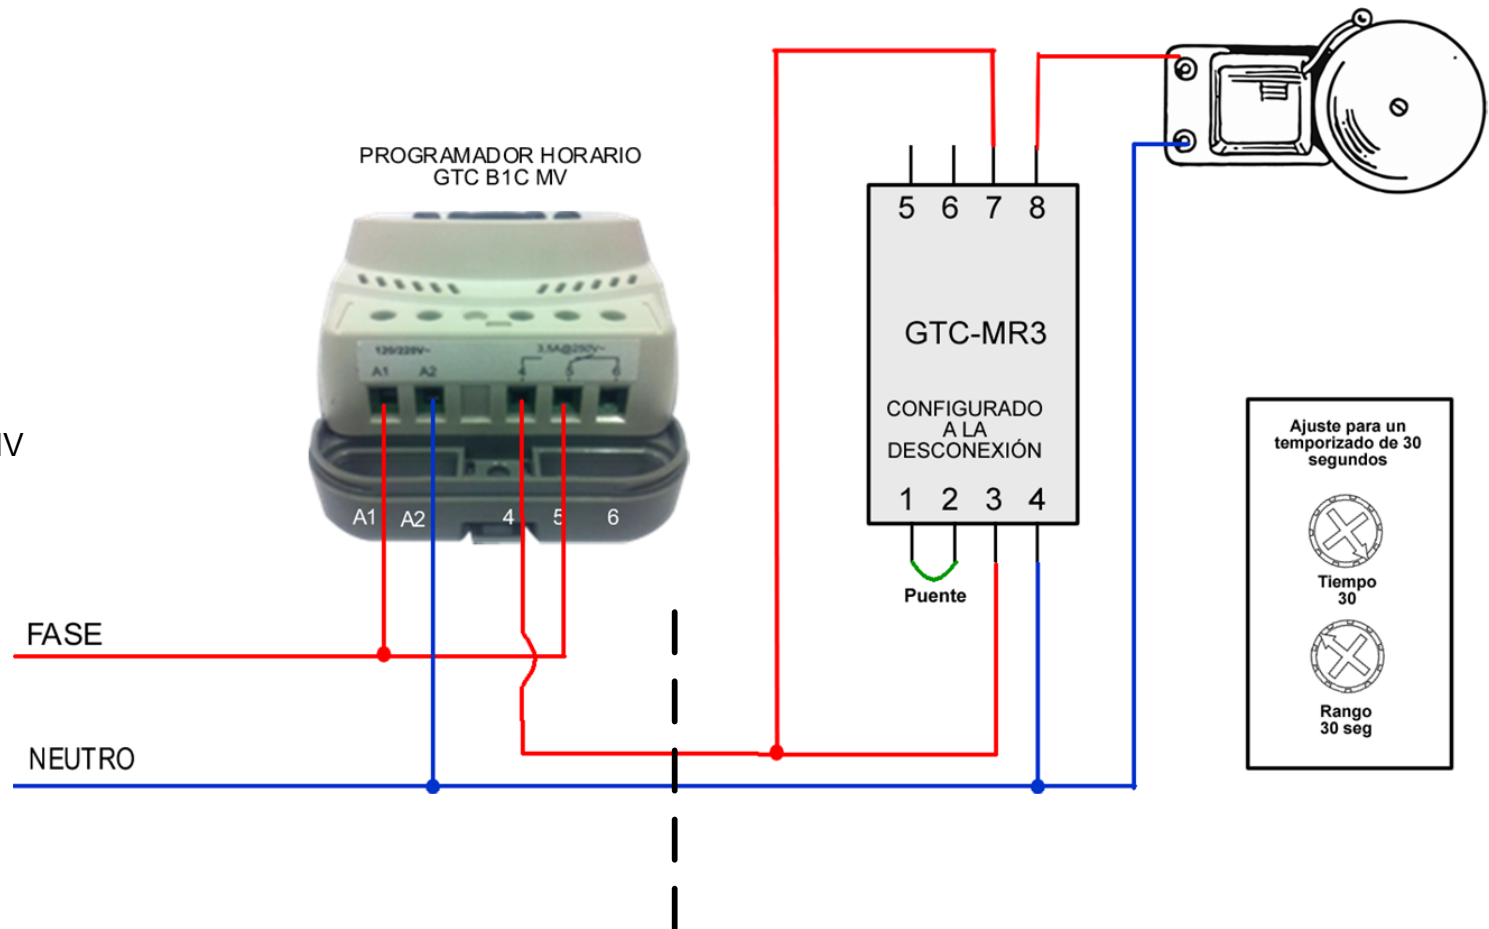 PROGRAMADOR HORARIO
GTC B1C MV
120/220V~
3,5A@250V~
A1 A2 4 5 6
A1 A2 4 5 6
IV
FASE
NEUTRO
5 6 7 8
GTC-MR3
CONFIGURADO
A LA
DESCONEXIÓN
1 2 3 4
Puente
Ajuste para un
temporizado de 30
segundos
Tiempo
30
Rango
30 seg